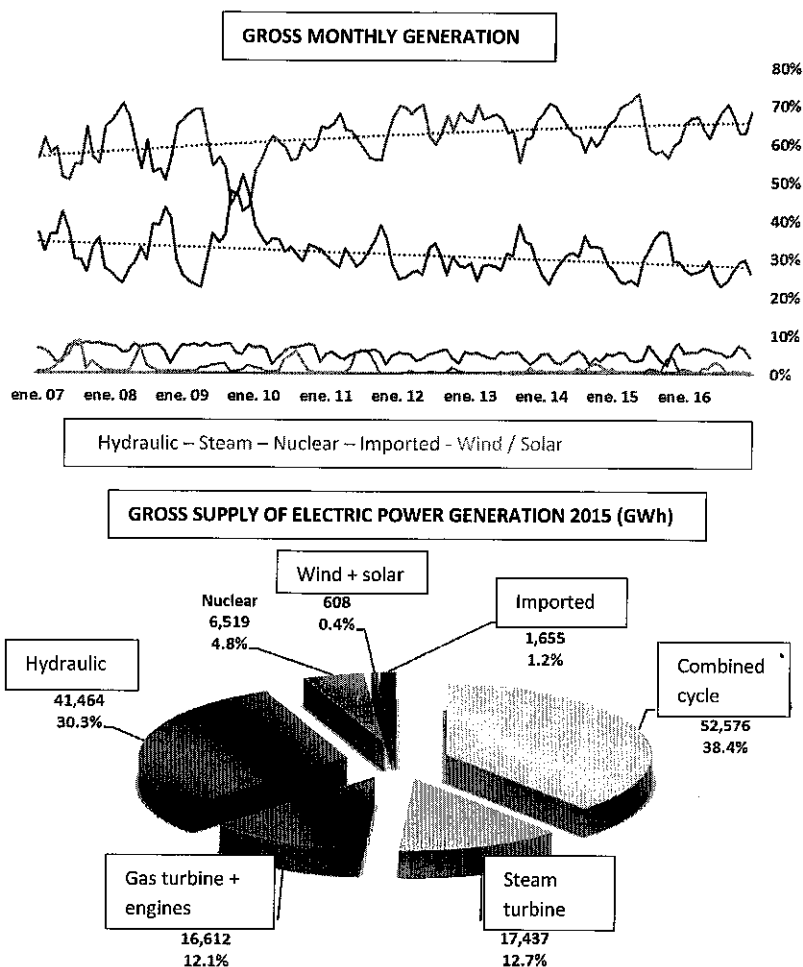 GROSS MONTHLY GENERATION
80%
70%
60%
50%
40%
30%
20%
10%
0%
ene. 07 ene. 08 ene. 09 ene. 10 ene. 11 ene. 12 ene. 13 ene. 14 ene. 15 ene. 16
Hydraulic – Steam – Nuclear – Imported - Wind / Solar
GROSS SUPPLY OF ELECTRIC POWER GENERATION 2015 (GWh)
Wind + solar
608
0.4%
Nuclear
6,519
4.8%
Imported
1,655
1.2%
Hydraulic
41,464
30.3%
Combined
cycle
52,576
38.4%
Gas turbine +
engines
16,612
12.1%
Steam
turbine
17,437
12.7%